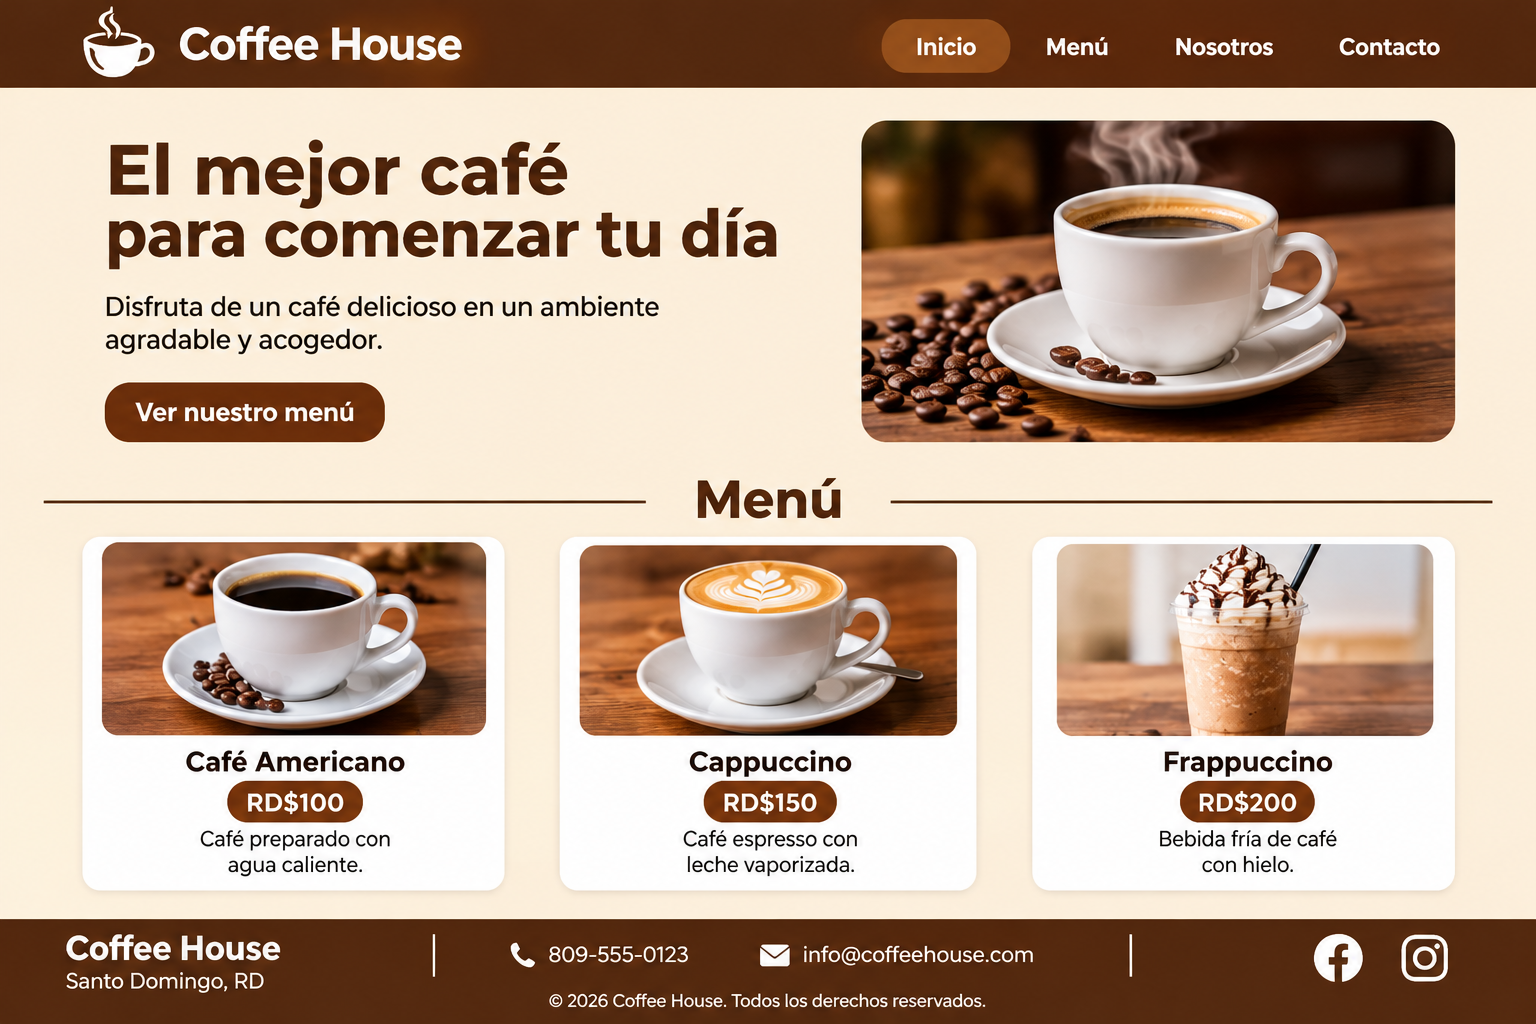 Coffee House
Inicio
Menú
Nosotros
Contacto
El mejor café
para comenzar tu día
Disfruta de un café delicioso en un ambiente
agradable y acogedor.
Ver nuestro menú
Menú
Café Americano
RD$100
Café preparado con
agua caliente.
Cappuccino
RD$150
Café espresso con
leche vaporizada.
Frappuccino
RD$200
Bebida fría de café
con hielo.
Coffee House
Santo Domingo, RD
809-555-0123
info@coffeehouse.com
© 2026 Coffee House. Todos los derechos reservados.